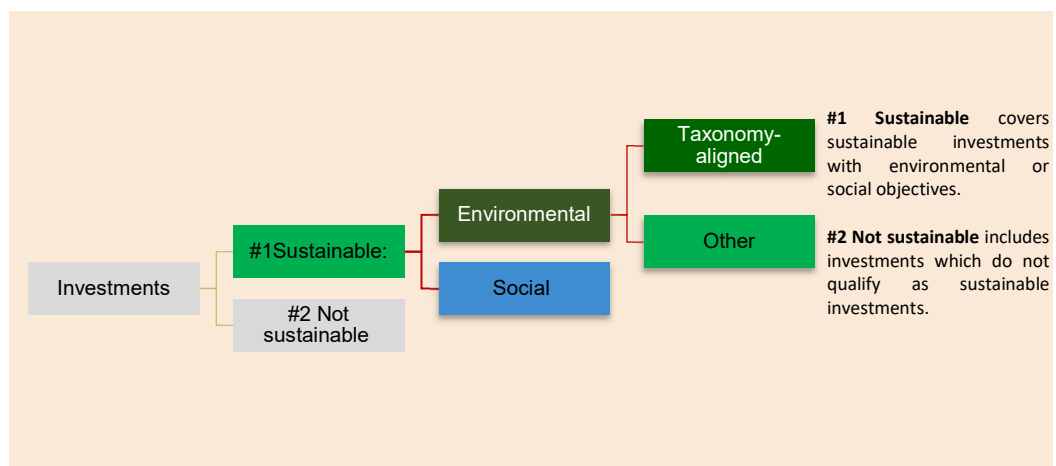 Investments
#1Sustainable:
#2 Not
sustainable
Environmental
Social
Taxonomy-
aligned
Other
#1 Sustainable covers
sustainable investments
with environmental or
social objectives.
#2 Not sustainable includes
investments which do not
qualify as sustainable
investments.